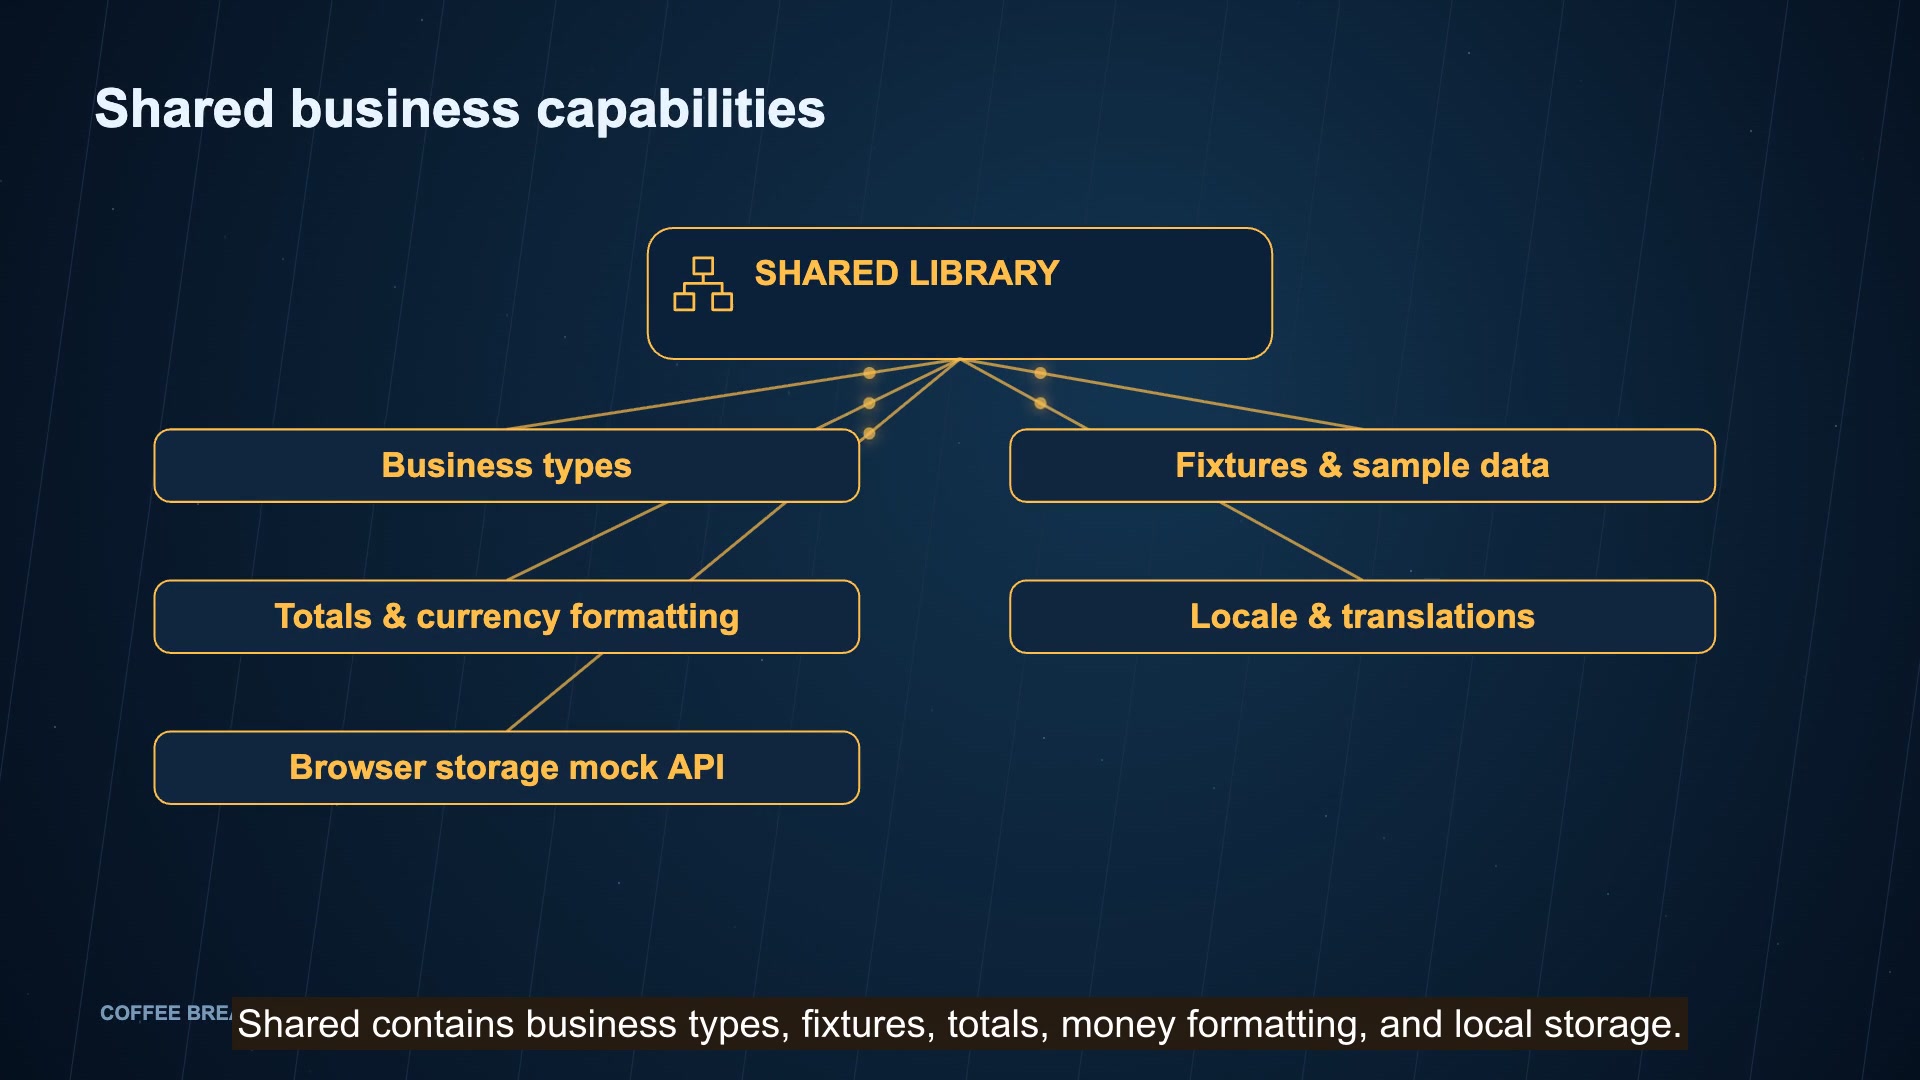 Shared business capabilities
SHARED LIBRARY
Business types
Fixtures & sample data
Totals & currency formatting
Locale & translations
Browser storage mock API
COFFEE
Shared contains business types, fixtures, totals, money formatting, and local storage.